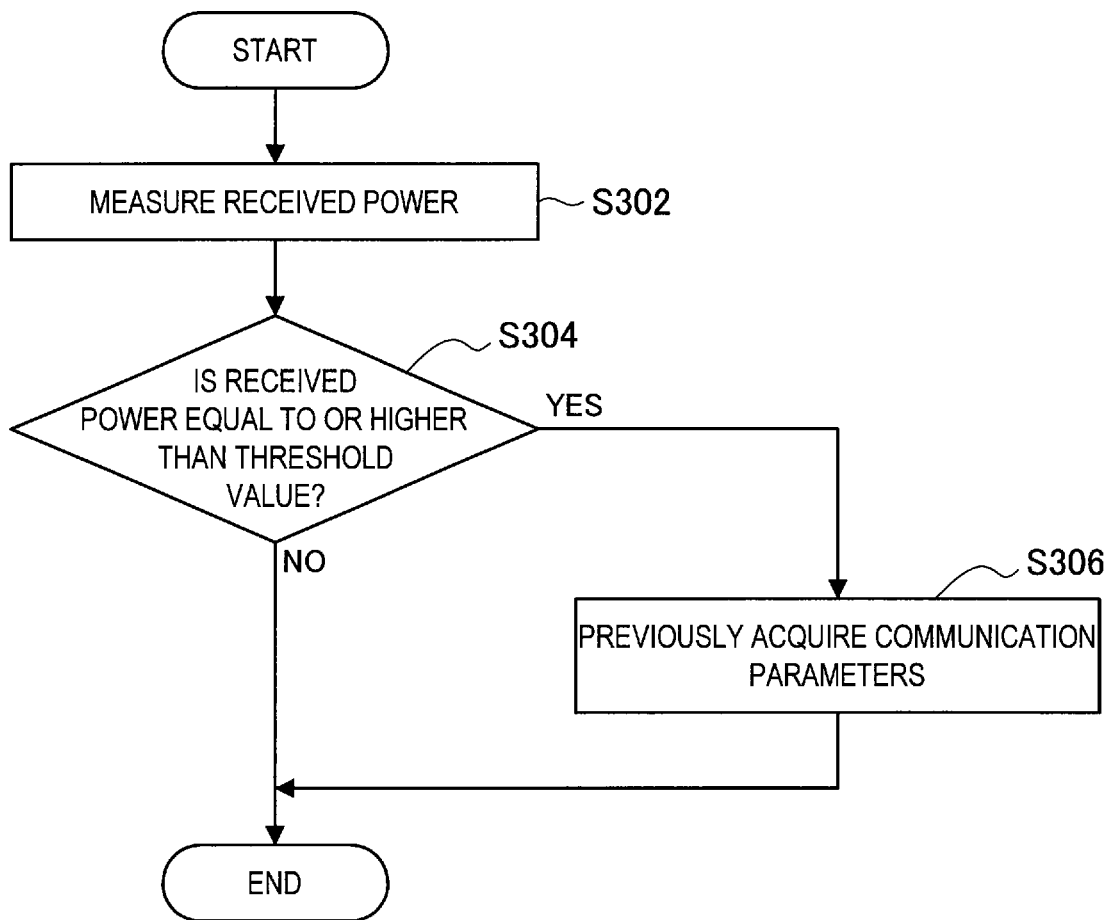 START
MEASURE RECEIVED POWER
S302
S304
IS RECEIVED
POWER EQUAL TO OR HIGHER
THAN THRESHOLD
VALUE?
YES
NO
S306
PREVIOUSLY ACQUIRE COMMUNICATION
PARAMETERS
END